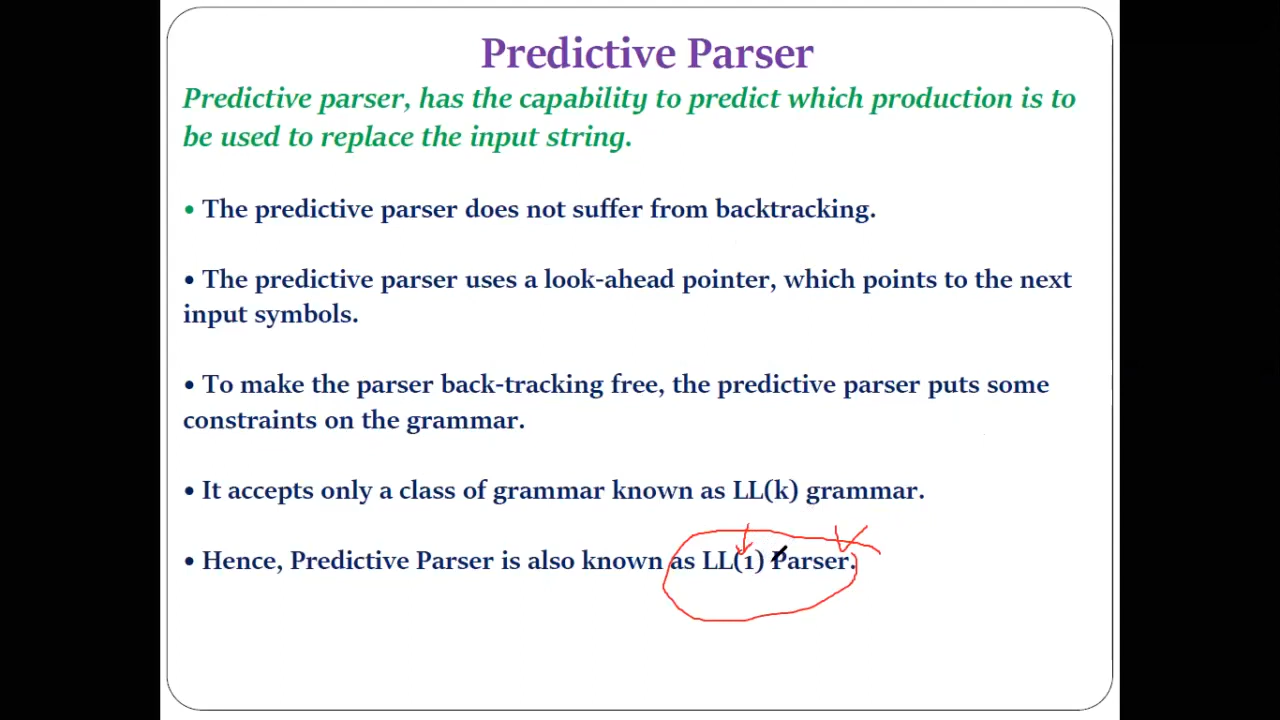 Predictive Parser
Predictive parser, has the capability to predict which production is to
be used to replace the input string.
• The predictive parser does not suffer from backtracking.
• The predictive parser uses a look-ahead pointer, which points to the next
input symbols.
• To make the parser back-tracking free, the predictive parser puts some
constraints on the grammar.
• It accepts only a class of grammar known as LL(k) grammar.
• Hence, Predictive Parser is also known as LL(1) Parser.